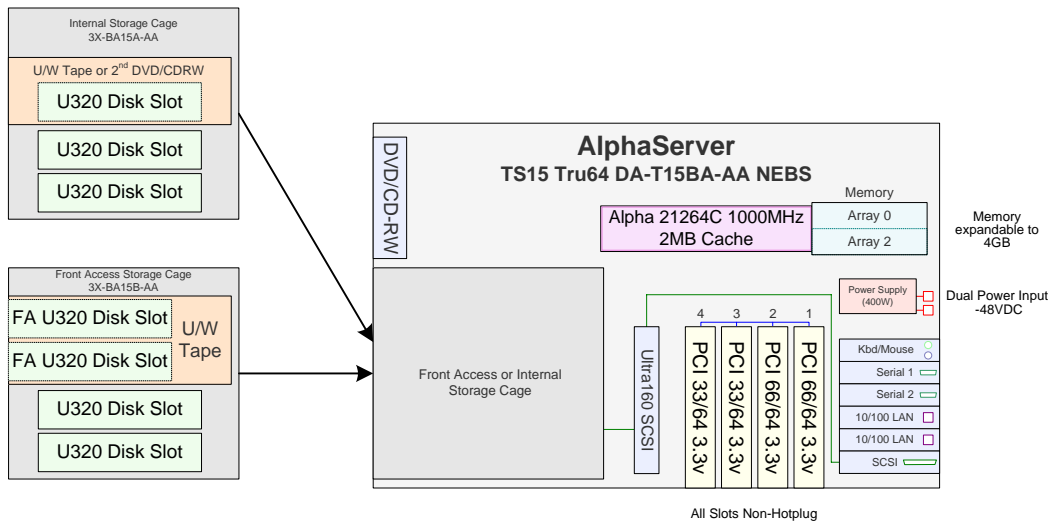 Internal Storage Cage
3X-BA15A-AA
U/W Tape or 2nd DVD/CDRW
U320 Disk Slot
U320 Disk Slot
U320 Disk Slot
Front Access Storage Cage
3X-BA15B-AA
FA U320 Disk Slot
FA U320 Disk Slot
U/W
Tape
U320 Disk Slot
U320 Disk Slot
DVD/CD-RW
AlphaServer
TS15 Tru64 DA-T15BA-AA NEBS
Alpha 21264C 1000MHz
2MB Cache
Memory
Array 0
Array 2
Memory
expandable to
4GB
Power Supply
(400W)
Dual Power Input
-48VDC
Front Access or Internal
Storage Cage
Ultra160 SCSI
4 3 2 1
PCI 33/64 3.3v
PCI 33/64 3.3v
PCI 66/64 3.3v
PCI 66/64 3.3v
Kbd/Mouse
Serial 1
Serial 2
10/100 LAN
10/100 LAN
SCSI
All Slots Non-Hotplug